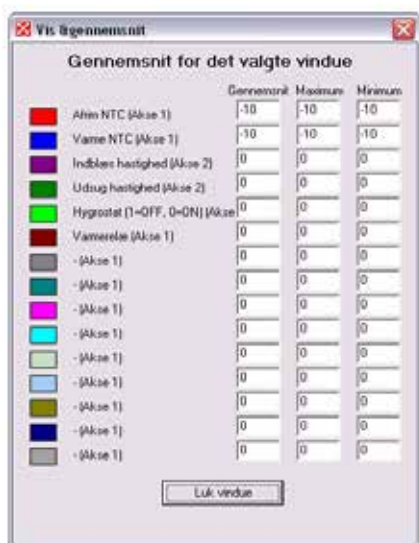 Vis &gennemsnit
Gennemsnit for det valgte vindue
Gennemsnit Maximum Minimum
Afrim NTC (Akse 1) -10 -10 -10
Varme NTC (Akse 1) -10 -10 -10
Indblæs hastighed (Akse 2) 0 0 0
Udsug hastighed (Akse 2) 0 0 0
Hygrostat (1=OFF, 0=ON) (Akse 0 0 0
Varmerelæ (Akse 1) 0 0 0
- (Akse 1) 0 0 0
- (Akse 1) 0 0 0
- (Akse 1) 0 0 0
- (Akse 1) 0 0 0
- (Akse 1) 0 0 0
- (Akse 1) 0 0 0
- (Akse 1) 0 0 0
- (Akse 1) 0 0 0
- (Akse 1) 0 0 0
Luk vindue